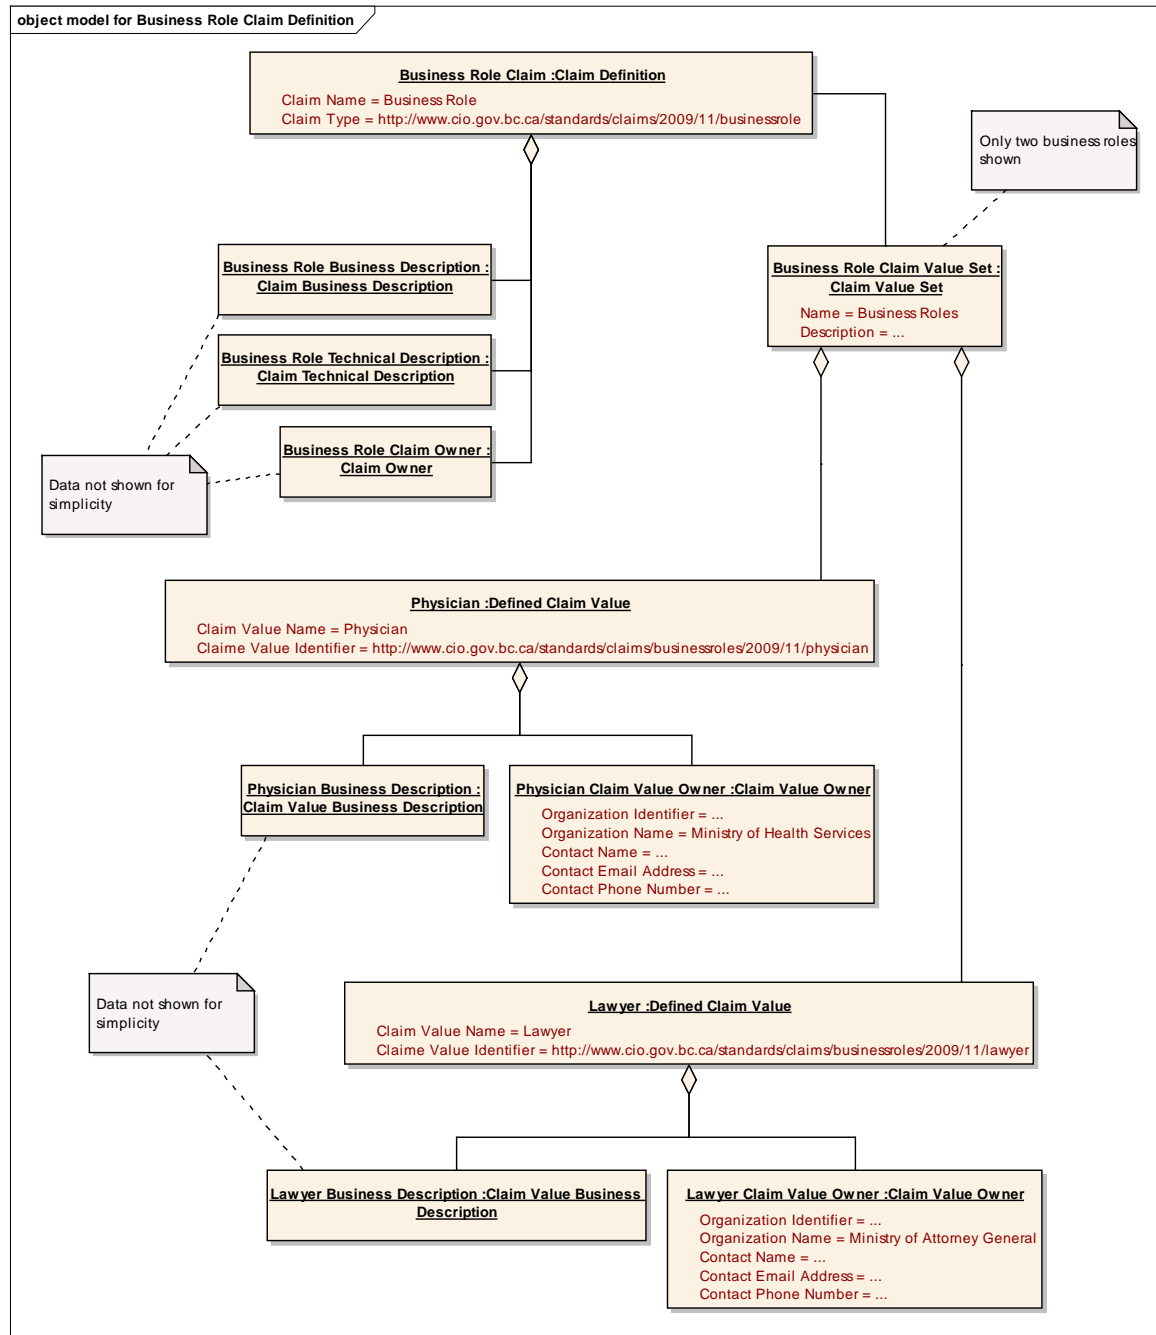 object model for Business Role Claim Definition
Business Role Claim :Claim Definition
Claim Name = Business Role
Claim Type = http://www.cio.gov.bc.ca/standards/claims/2009/11/businessrole
Only two business roles
shown
Business Role Business Description :
Claim Business Description
Business Role Claim Value Set :
Claim Value Set
Name = Business Roles
Description = ...
Business Role Technical Description :
Claim Technical Description
Business Role Claim Owner :
Claim Owner
Data not shown for
simplicity
Physician :Defined Claim Value
Claim Value Name = Physician
Claime Value Identifier = http://www.cio.gov.bc.ca/standards/claims/businessroles/2009/11/physician
Physician Business Description :
Claim Value Business Description
Physician Claim Value Owner :Claim Value Owner
Organization Identifier = ...
Organization Name = Ministry of Health Services
Contact Name = ...
Contact Email Address = ...
Contact Phone Number = ...
Data not shown for
simplicity
Lawyer :Defined Claim Value
Claim Value Name = Lawyer
Claime Value Identifier = http://www.cio.gov.bc.ca/standards/claims/businessroles/2009/11/lawyer
Lawyer Business Description :Claim Value Business
Description
Lawyer Claim Value Owner :Claim Value Owner
Organization Identifier = ...
Organization Name = Ministry of Attorney General
Contact Name = ...
Contact Email Address = ...
Contact Phone Number = ...